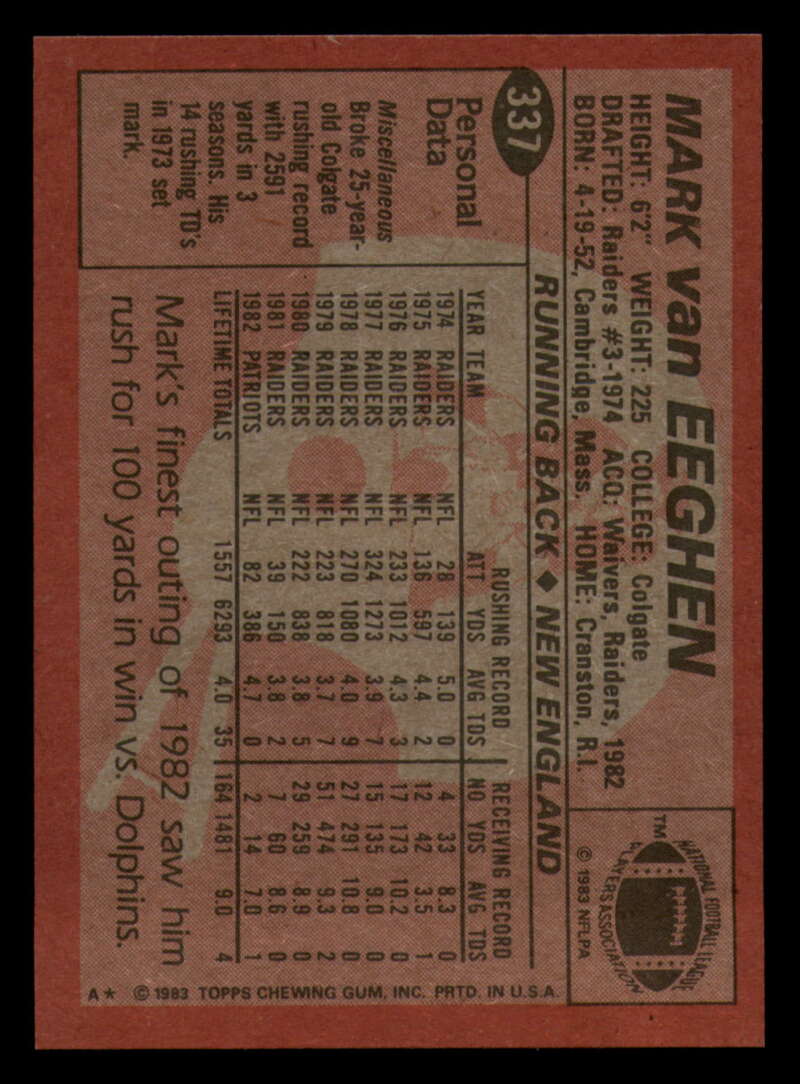 MARK van EEGHEN
HEIGHT: 6'2" WEIGHT: 225 COLLEGE: Colgate
DRAFTED: Raiders #3-1974 ACQ: Waivers, Raiders, 1982
BORN: 4-19-52, Cambridge, Mass. HOME: Cranston, R.I.
337
RUNNING BACK ♦ NEW ENGLAND
TM
NATIONAL FOOTBALL LEAGUE
PLAYERS ASSOCIATION
© 1983 NFLPA
Personal
Data
Miscellaneous
Broke 25-year-
old Colgate
rushing record
with 2591
yards in 3
seasons. His
14 rushing TD's
in 1973 set
mark.
RUSHING RECORD RECEIVING RECORD
YEAR TEAM ATT YDS AVG TDS NO YDS AVG TDS
1974 RAIDERS NFL 28 139 5.0 0 4 33 8.3 0
1975 RAIDERS NFL 136 597 4.4 2 12 42 3.5 1
1976 RAIDERS NFL 233 1012 4.3 3 17 173 10.2 0
1977 RAIDERS NFL 324 1273 3.9 7 15 135 9.0 0
1978 RAIDERS NFL 270 1080 4.0 9 27 291 10.8 0
1979 RAIDERS NFL 223 818 3.7 7 51 474 9.3 2
1980 RAIDERS NFL 222 838 3.8 5 29 259 8.9 0
1981 RAIDERS NFL 39 150 3.8 2 7 60 8.6 0
1982 PATRIOTS NFL 82 386 4.7 0 2 14 7.0 1
LIFETIME TOTALS 1557 6293 4.0 35 164 1481 9.0 4
Mark's finest outing of 1982 saw him
rush for 100 yards in win vs. Dolphins.
A★ © 1983 TOPPS CHEWING GUM, INC. PRTD. IN U.S.A.